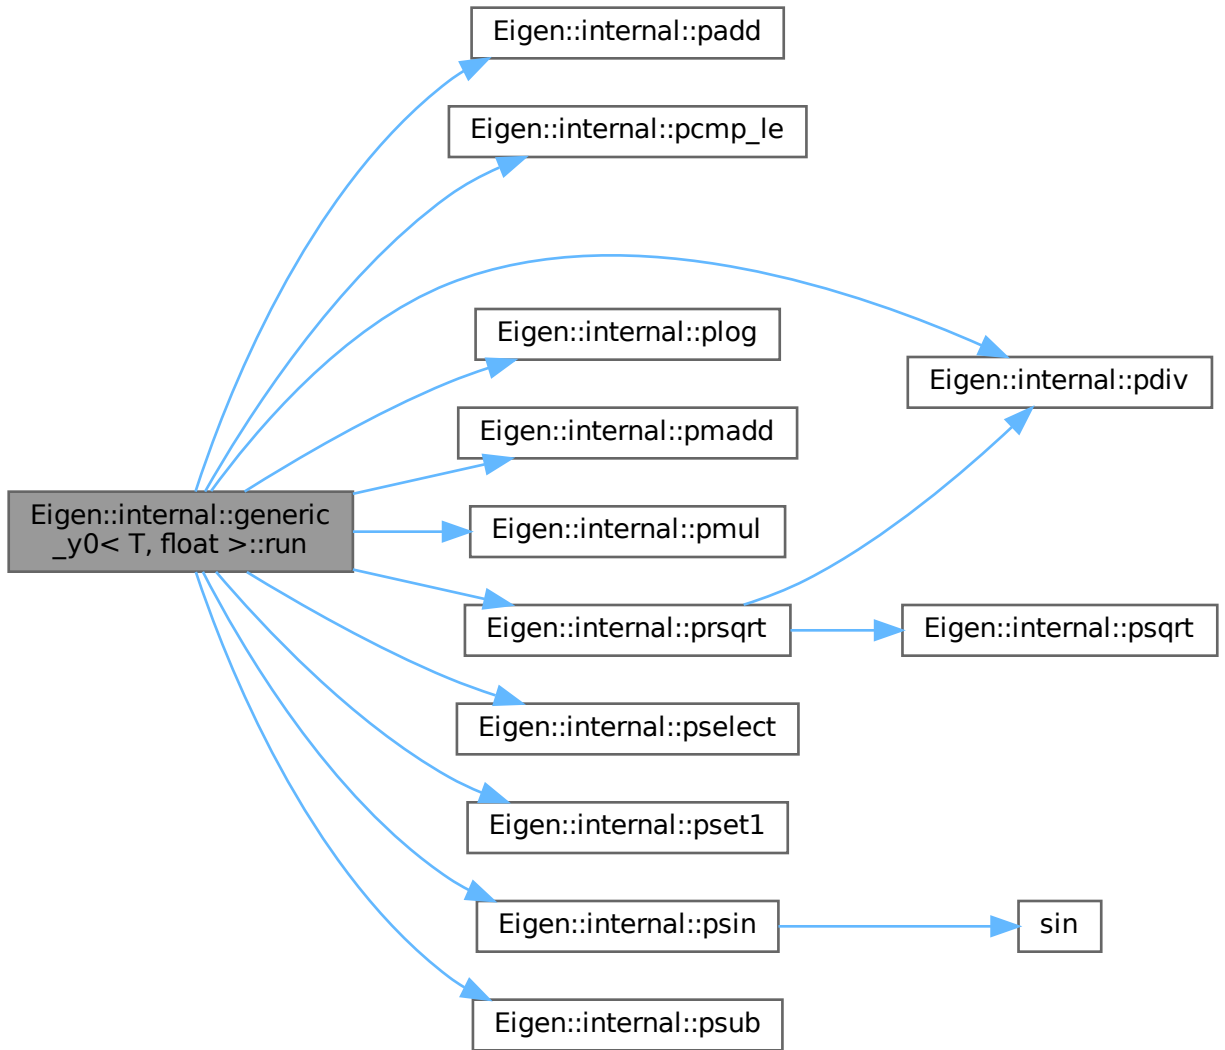 Eigen::internal::padd
Eigen::internal::pcmp_le
Eigen::internal::plog
Eigen::internal::pdiv
Eigen::internal::pmadd
Eigen::internal::generic
_y0< T, float >::run
Eigen::internal::pmul
Eigen::internal::prsqrt
Eigen::internal::psqrt
Eigen::internal::pselect
Eigen::internal::pset1
Eigen::internal::psin
sin
Eigen::internal::psub